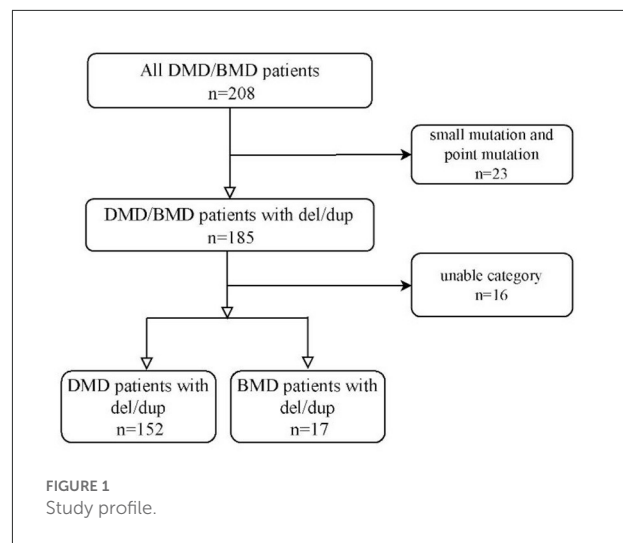 All DMD/BMD patients
n=208
small mutation and
point mutation
n=23
DMD/BMD patients with del/dup
n=185
unable category
n=16
DMD patients with
del/dup
n=152
BMD patients with
del/dup
n=17
FIGURE 1
Study profile.